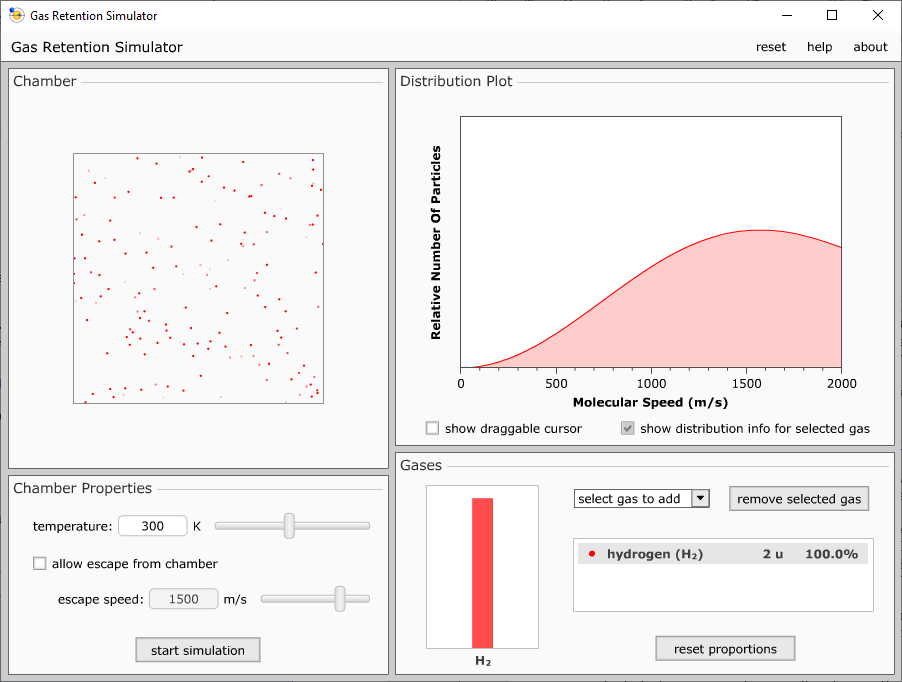 Gas Retention Simulator
Gas Retention Simulator
reset help about
Chamber
Distribution Plot
Relative Number Of Particles
0 500 1000 1500 2000
Molecular Speed (m/s)
show draggable cursor
show distribution info for selected gas
Chamber Properties
temperature: 300 K
allow escape from chamber
escape speed: 1500 m/s
start simulation
Gases
H₂
select gas to add
remove selected gas
hydrogen (H₂) 2 u 100.0%
reset proportions